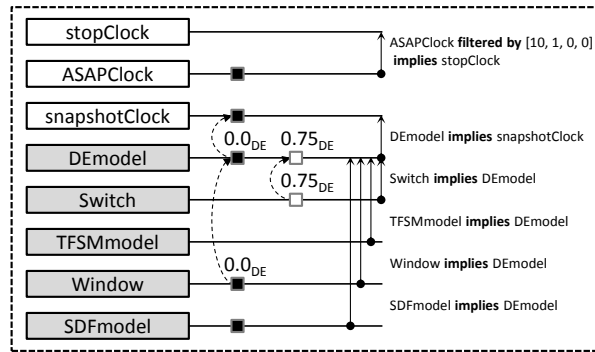 stopClock
ASAPClock filtered by [10, 1, 0, 0]
implies stopClock
ASAPClock
snapshotClock
0.0DE 0.75DE
DEmodel implies snapshotClock
DEmodel
0.75DE
Switch implies DEmodel
Switch
TFSMmodel implies DEmodel
TFSMmodel
0.0DE
Window implies DEmodel
Window
SDFmodel implies DEmodel
SDFmodel